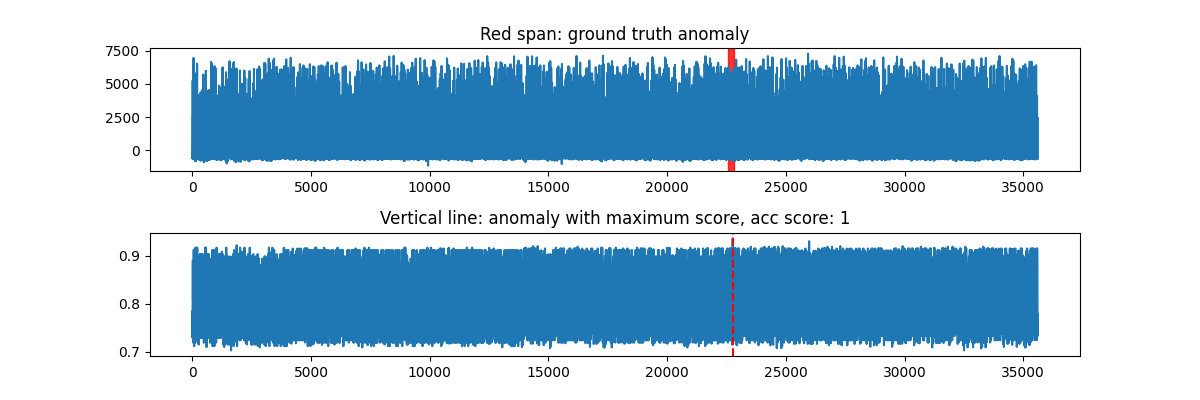 Red span: ground truth anomaly
7500
5000
2500
0
0 5000 10000 15000 20000 25000 30000 35000
Vertical line: anomaly with maximum score, acc score: 1
0.9
0.8
0.7
0 5000 10000 15000 20000 25000 30000 35000